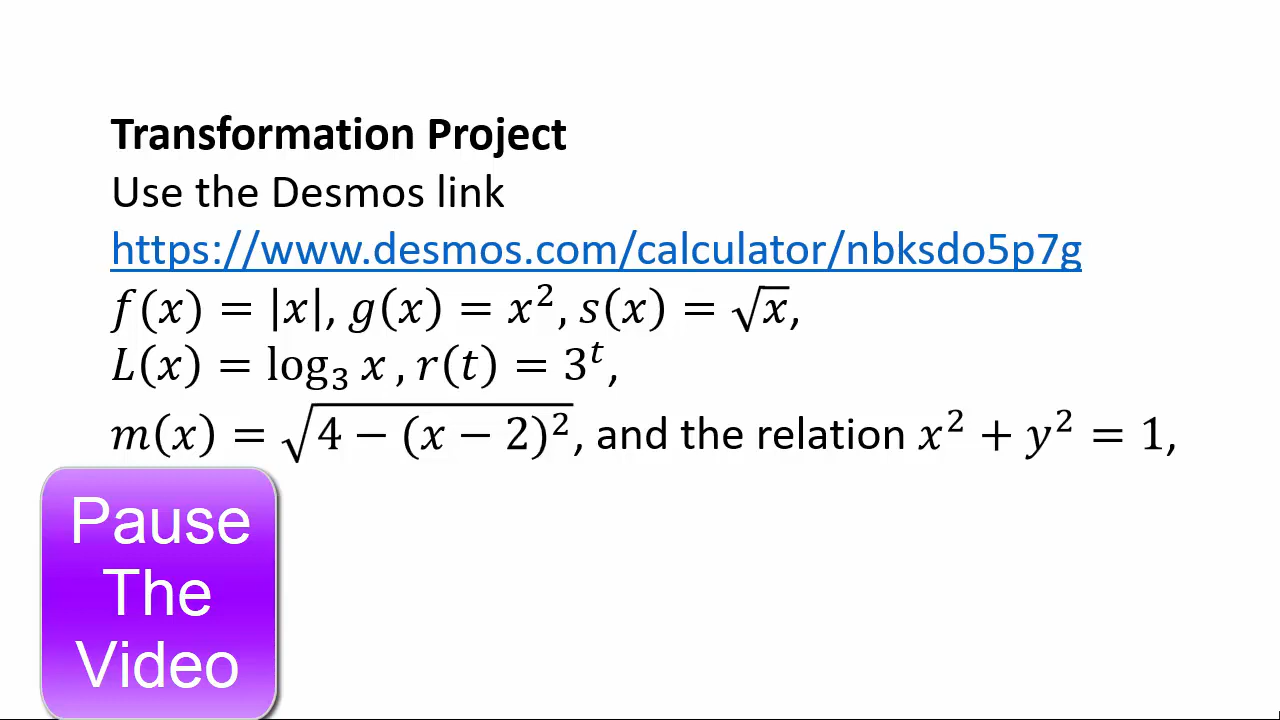 Transformation Project
Use the Desmos link
https://www.desmos.com/calculator/nbksdo5p7g
f(x) = |x|, g(x) = x², s(x) = √x,
L(x) = log₃ x , r(t) = 3ᵗ,
m(x) = √(4 − (x − 2)²), and the relation x² + y² = 1,
Pause
The
Video